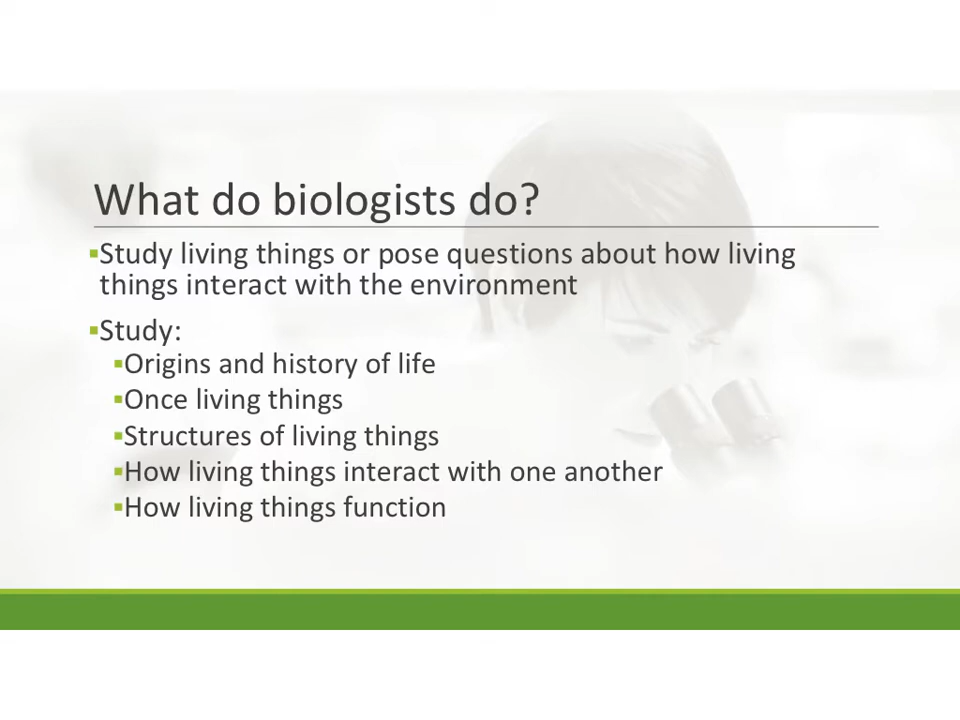 What do biologists do?
▪Study living things or pose questions about how living
things interact with the environment
▪Study:
▪Origins and history of life
▪Once living things
▪Structures of living things
▪How living things interact with one another
▪How living things function